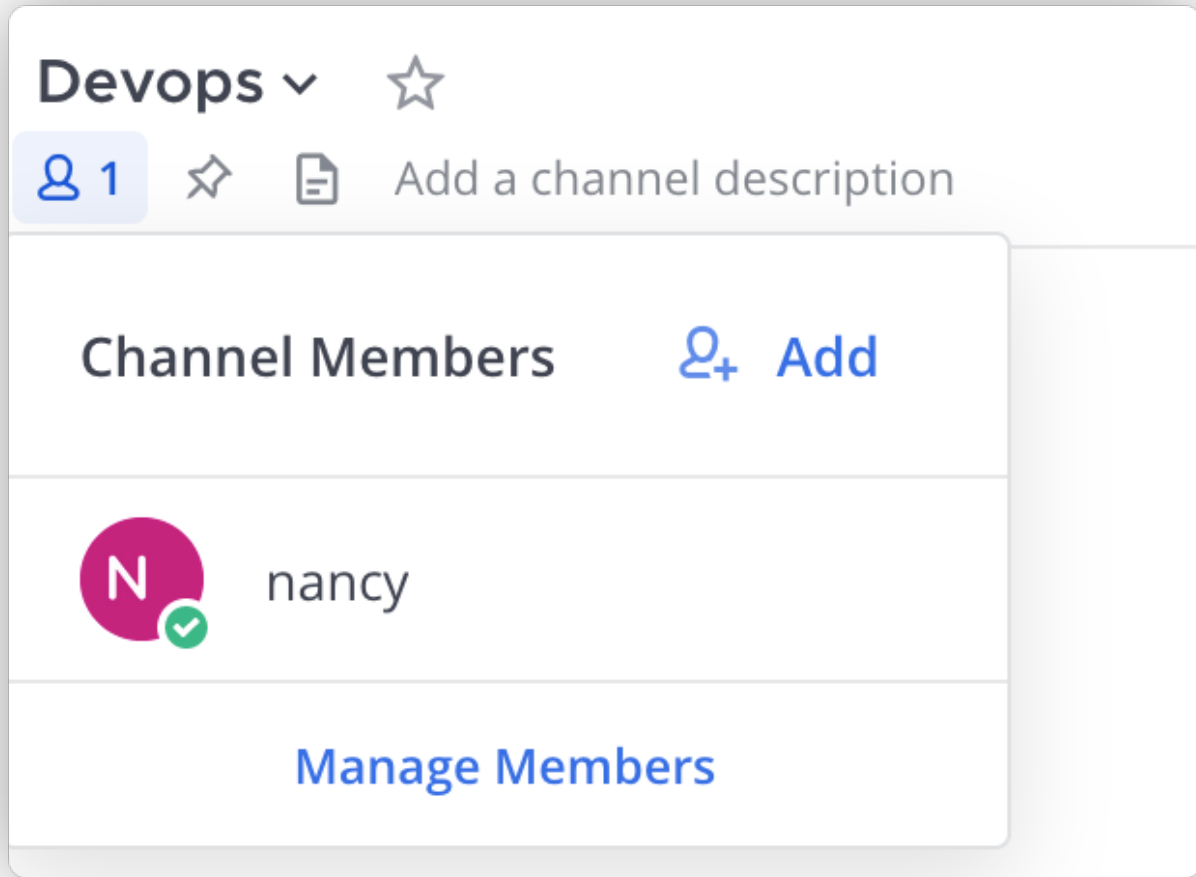 Devops
1 Add a channel description
Channel Members Add
N nancy
Manage Members